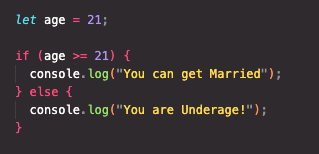 let age = 21;
if (age >= 21) {
console.log("You can get Married");
} else {
console.log("You are Underage!");
}